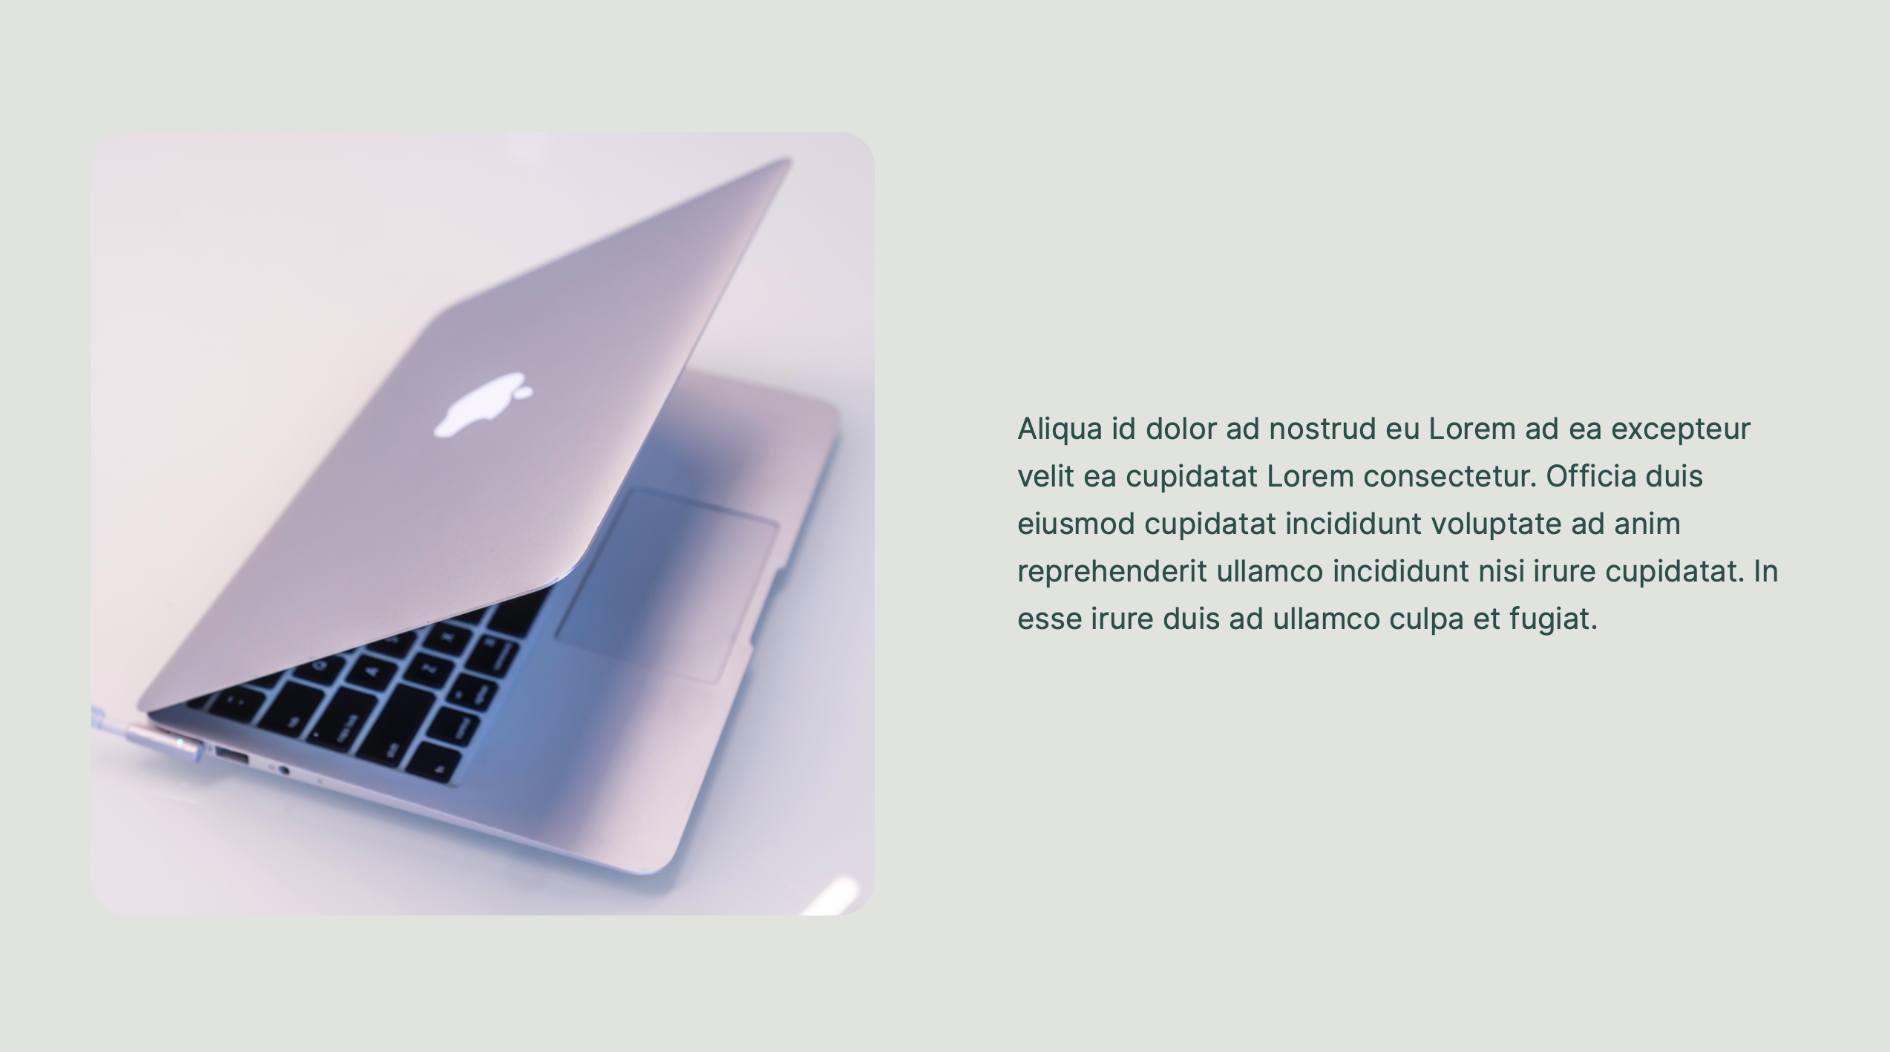 Aliqua id dolor ad nostrud eu Lorem ad ea excepteur
velit ea cupidatat Lorem consectetur. Officia duis
eiusmod cupidatat incididunt voluptate ad anim
reprehenderit ullamco incididunt nisi irure cupidatat. In
esse irure duis ad ullamco culpa et fugiat.